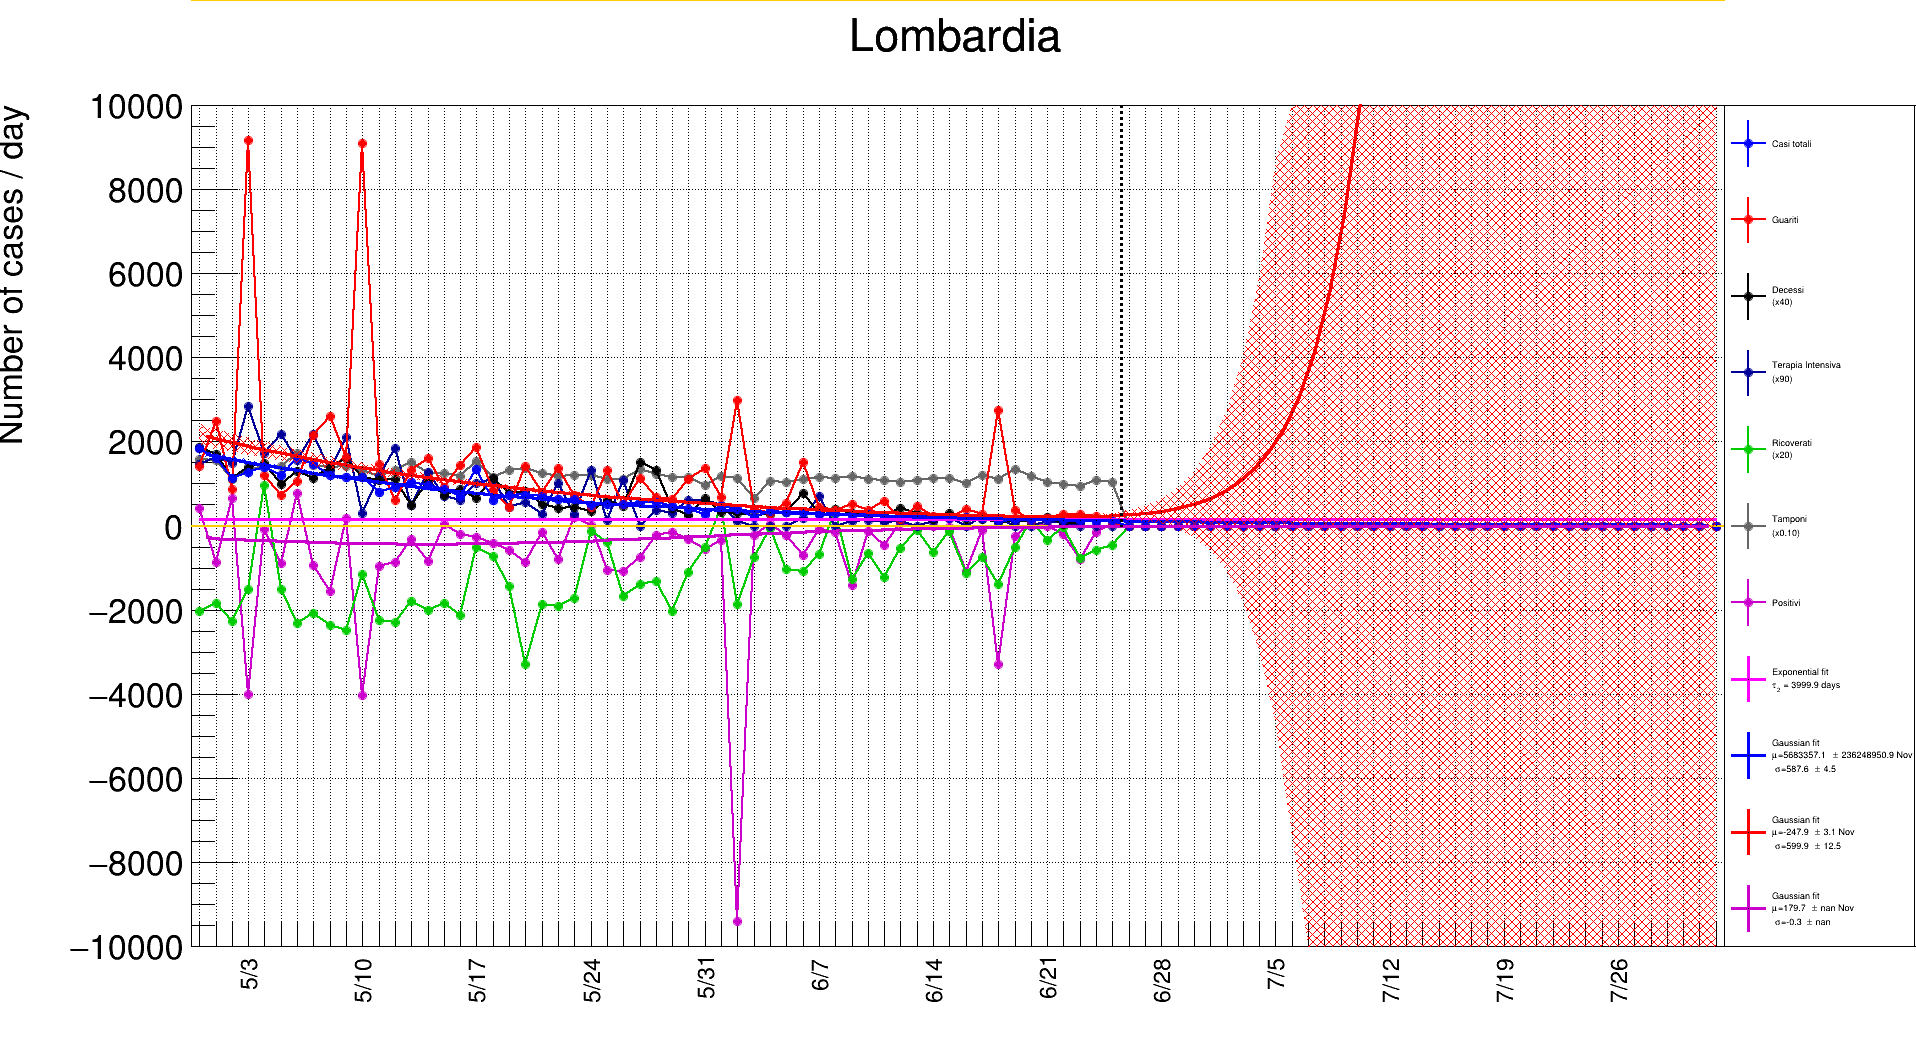 Lombardia
Number of cases / day
10000
8000
6000
4000
2000
0
−2000
−4000
−6000
−8000
−10000
5/3
5/10
5/17
5/24
5/31
6/7
6/14
6/21
6/28
7/5
7/12
7/19
7/26
Casi totali
Guariti
Decessi
(x40)
Terapia Intensiva
(x90)
Ricoverati
(x20)
Tamponi
(x0.10)
Positivi
Exponential fit
τ2 = 3999.9 days
Gaussian fit
μ=5683357.1 ± 236248950.9 Nov
σ=587.6 ± 4.5
Gaussian fit
μ=-247.9 ± 3.1 Nov
σ=599.9 ± 12.5
Gaussian fit
μ=179.7 ± nan Nov
σ=-0.3 ± nan